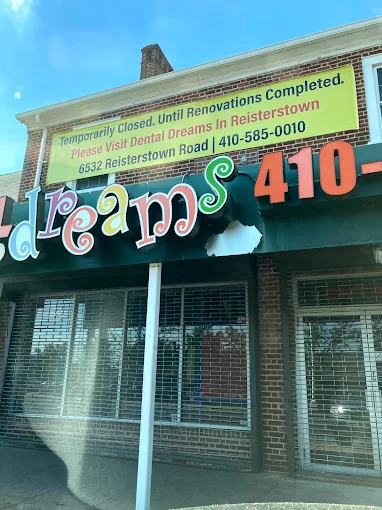 Temporarily Closed. Until Renovations Completed.
Please Visit Dental Dreams In Reisterstown
6532 Reisterstown Road | 410-585-0010
dreams 410-